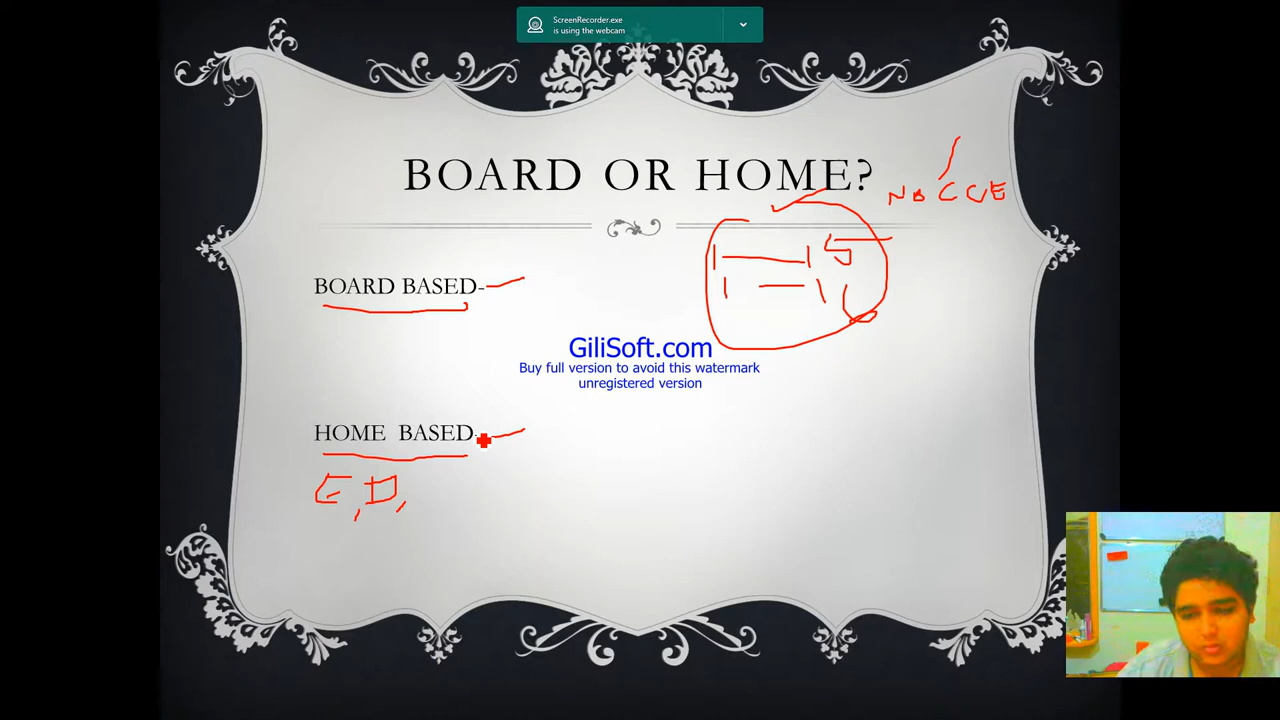 ScreenRecorder.exe
is using the webcam
BOARD OR HOME?
NO CCE
BOARD BASED-
GiliSoft.com
Buy full version to avoid this watermark
unregistered version
HOME BASED-
E, D,